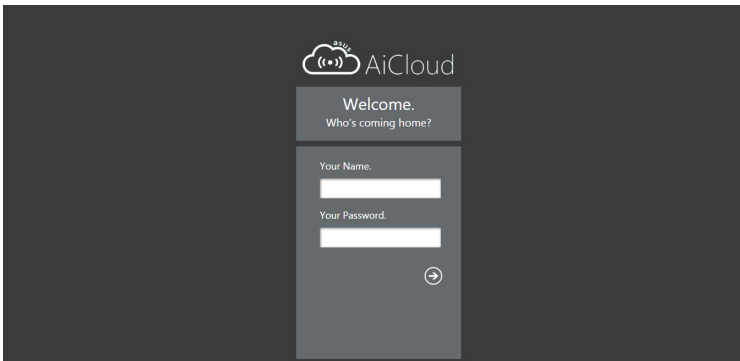 ASUS
AiCloud
Welcome.
Who's coming home?
Your Name.
Your Password.